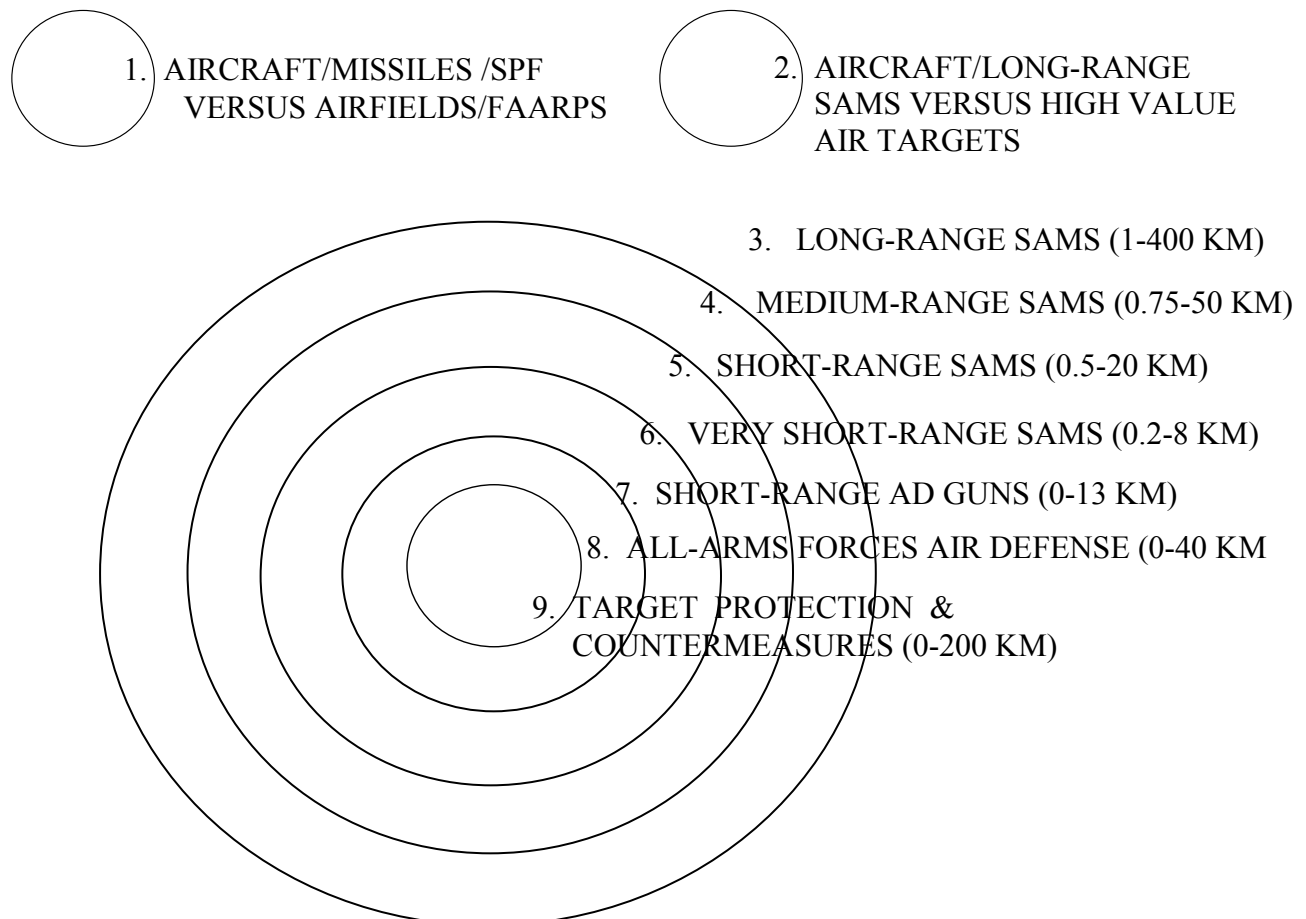 1. AIRCRAFT/MISSILES /SPF
VERSUS AIRFIELDS/FAARPS
2. AIRCRAFT/LONG-RANGE
SAMS VERSUS HIGH VALUE
AIR TARGETS
3. LONG-RANGE SAMS (1-400 KM)
4. MEDIUM-RANGE SAMS (0.75-50 KM)
5. SHORT-RANGE SAMS (0.5-20 KM)
6. VERY SHORT-RANGE SAMS (0.2-8 KM)
7. SHORT-RANGE AD GUNS (0-13 KM)
8. ALL-ARMS FORCES AIR DEFENSE (0-40 KM
9. TARGET PROTECTION &
COUNTERMEASURES (0-200 KM)